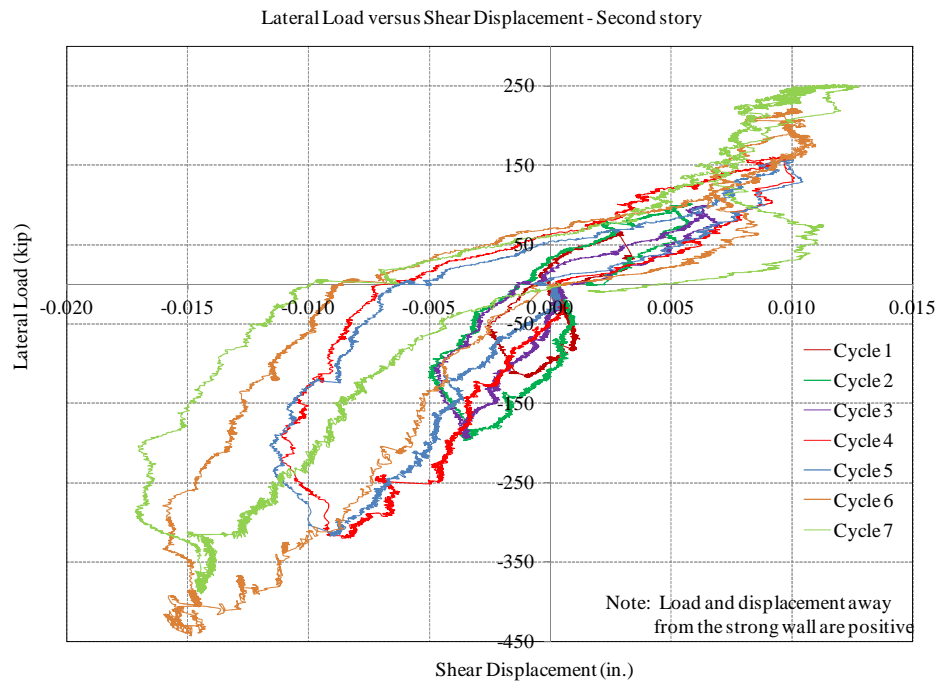 Lateral Load versus Shear Displacement - Second story
250
150
50
-0.020 -0.015 -0.010 -0.005 0.000 0.005 0.010 0.015
-50
-150
-250
-350
-450
Lateral Load (kip)
Cycle 1
Cycle 2
Cycle 3
Cycle 4
Cycle 5
Cycle 6
Cycle 7
Note: Load and displacement away
from the strong wall are positive
Shear Displacement (in.)